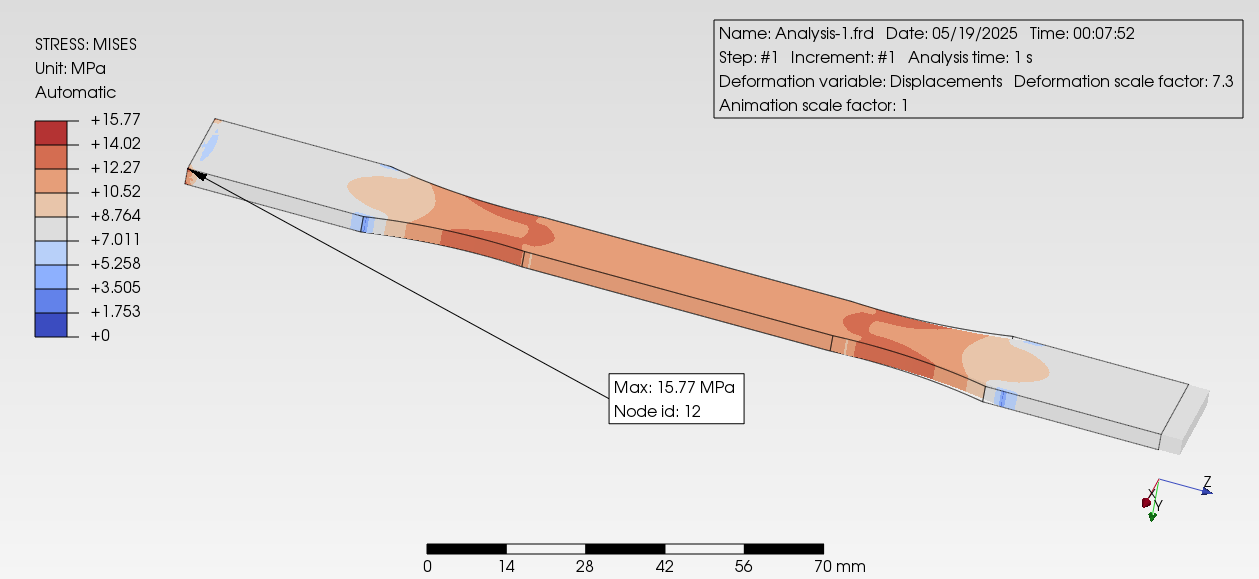 STRESS: MISES
Unit: MPa
Automatic
+15.77
+14.02
+12.27
+10.52
+8.764
+7.011
+5.258
+3.505
+1.753
+0
Name: Analysis-1.frd   Date: 05/19/2025   Time: 00:07:52
Step: #1   Increment: #1   Analysis time: 1 s
Deformation variable: Displacements   Deformation scale factor: 7.3
Animation scale factor: 1
Max: 15.77 MPa
Node id: 12
Z
X
Y
0 14 28 42 56 70 mm